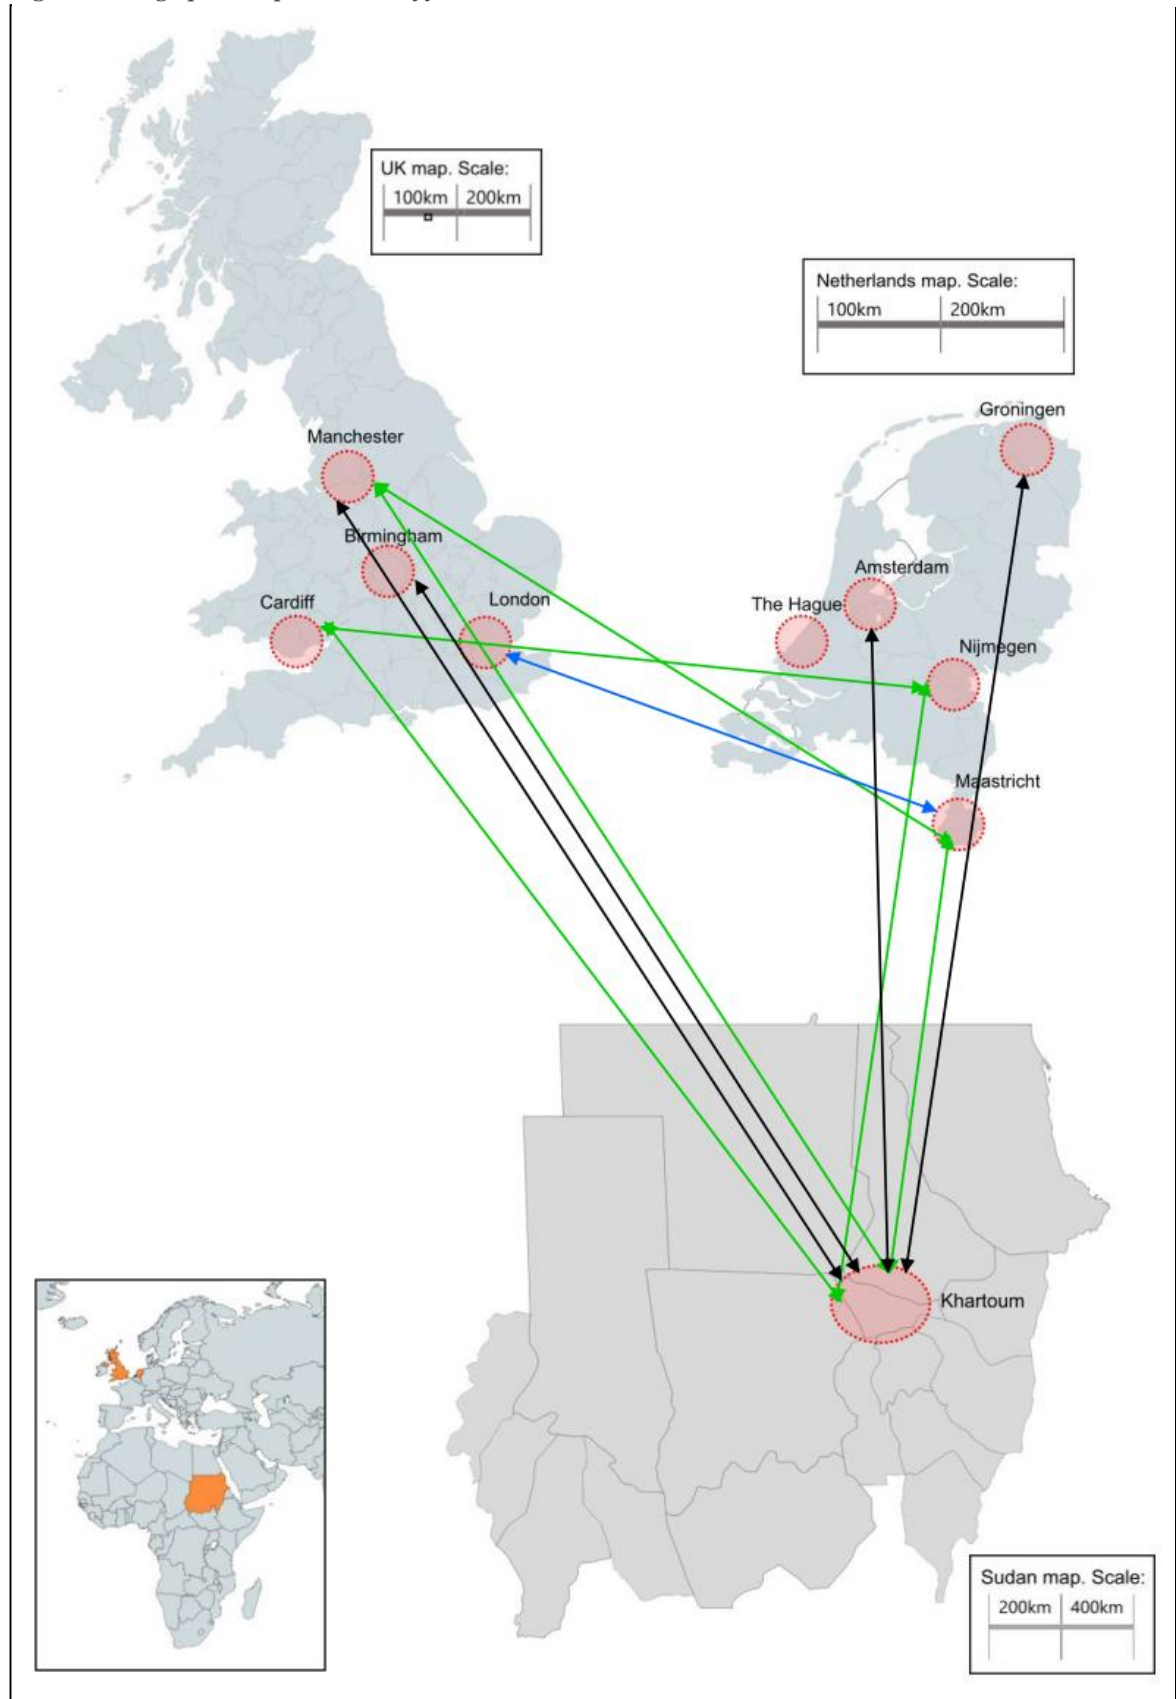 UK map. Scale:
100km 200km
Netherlands map. Scale:
100km 200km
Groningen
Manchester
Birmingham
Amsterdam
Cardiff
London
The Hague
Nijmegen
Maastricht
Khartoum
Sudan map. Scale:
200km 400km